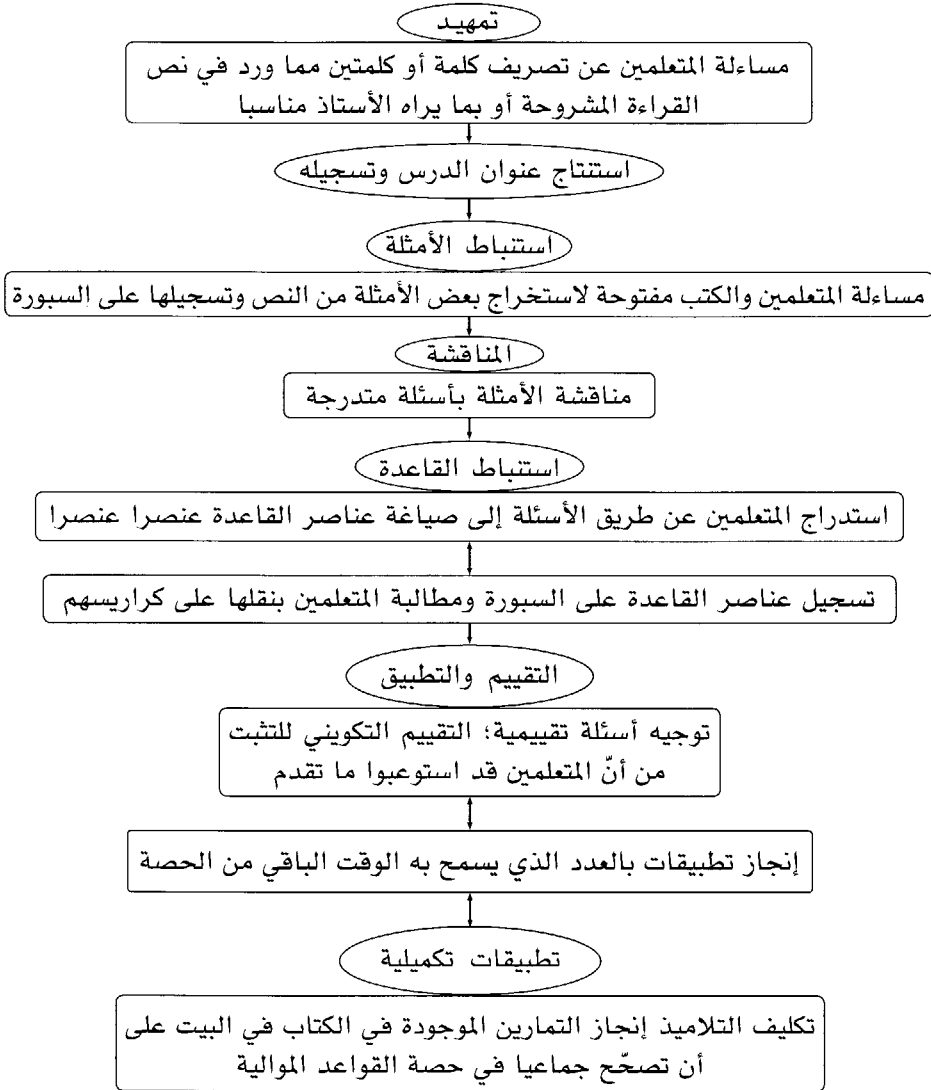 تمهيد
مساءلة المتعلمين عن تصريف كلمة أو كلمتين مما ورد في نص
القراءة المشروحة أو بما يراه الأستاذ مناسبا
استنتاج عنوان الدرس وتسجيله
استنباط الأمثلة
مساءلة المتعلمين والكتب مفتوحة لاستخراج بعض الأمثلة من النص وتسجيلها على السبورة
المناقشة
مناقشة الأمثلة بأسئلة متدرجة
استنباط القاعدة
استدراج المتعلمين عن طريق الأسئلة إلى صياغة عناصر القاعدة عنصرا عنصرا
تسجيل عناصر القاعدة على السبورة ومطالبة المتعلمين بنقلها على كراريسهم
التقييم والتطبيق
توجيه أسئلة تقييمية؛ التقييم التكويني للتثبت
من أنّ المتعلمين قد استوعبوا ما تقدم
إنجاز تطبيقات بالعدد الذي يسمح به الوقت الباقي من الحصة
تطبيقات تكميلية
تكليف التلاميذ إنجاز التمارين الموجودة في الكتاب في البيت على
أن تصحّح جماعيا في حصة القواعد الموالية